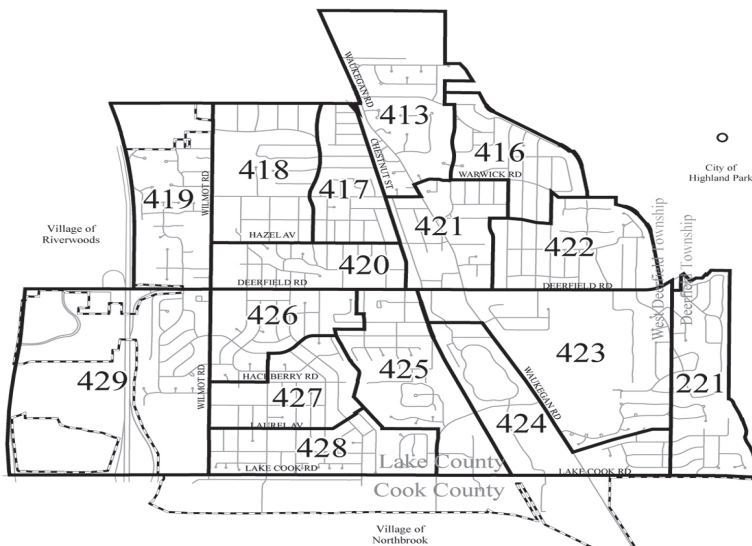 WAUKEGAN RD
413
416
WARWICK RD
City of
Highland Park
418
417
CHESTNUT ST
419
WILMOT RD
421
422
West Deerfield Township
Deerfield Township
Village of
Riverwoods
HAZEL AV
420
DEERFIELD RD
DEERFIELD RD
426
425
423
429
WILMOT RD
HACKBERRY RD
427
WAUKEGAN RD
221
LAUREL AV
424
428
LAKE COOK RD
Lake County
LAKE COOK RD
Cook County
Village of
Northbrook